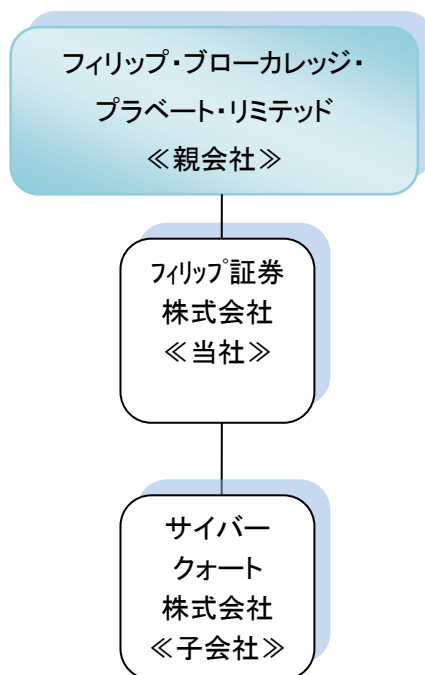 フィリップ・ブローカレッジ・
プラベート・リミテッド
≪親会社≫
フィリップ証券
株式会社
≪当社≫
サイバー
クォート
株式会社
≪子会社≫